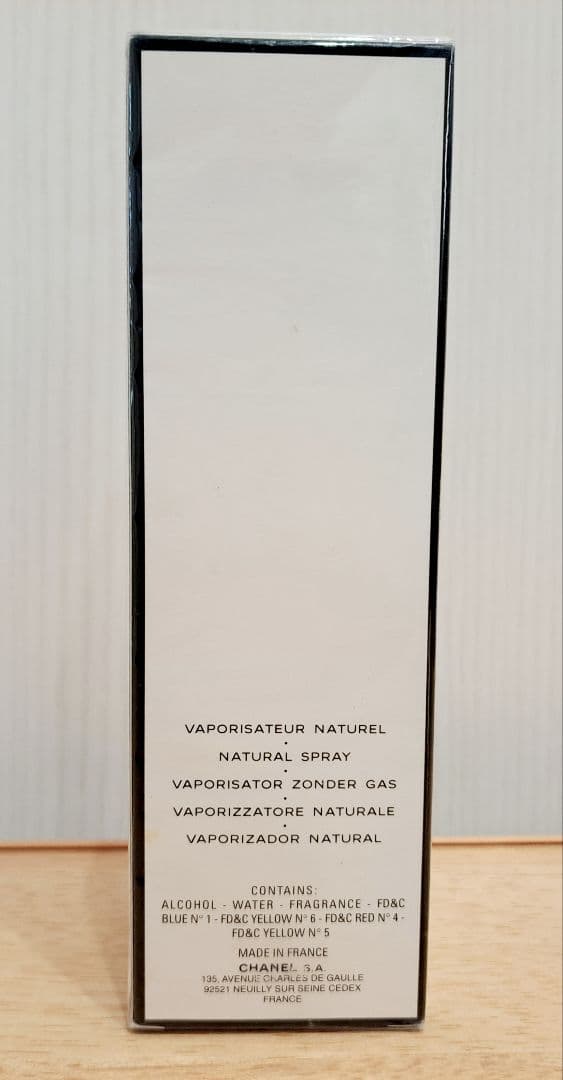 VAPORISATEUR NATUREL
•
NATURAL SPRAY
•
VAPORISATOR ZONDER GAS
•
VAPORIZZATORE NATURALE
•
VAPORIZADOR NATURAL
CONTAINS:
ALCOHOL - WATER - FRAGRANCE - FD&C
BLUE N° 1 - FD&C YELLOW N° 6 - FD&C RED N° 4 -
FD&C YELLOW N° 5
MADE IN FRANCE
CHANEL S.A.
135, AVENUE CHARLES DE GAULLE
92521 NEUILLY SUR SEINE CEDEX
FRANCE